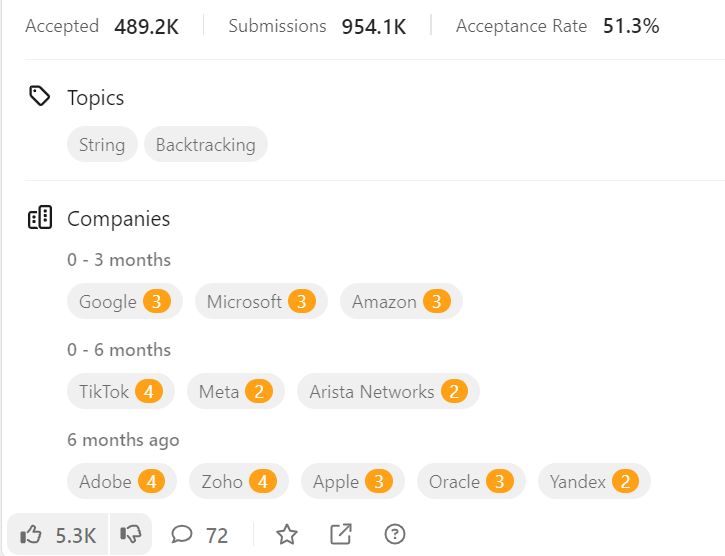 Accepted 489.2K Submissions 954.1K Acceptance Rate 51.3%
Topics
String Backtracking
Companies
0 - 3 months
Google 3 Microsoft 3 Amazon 3
0 - 6 months
TikTok 4 Meta 2 Arista Networks 2
6 months ago
Adobe 4 Zoho 4 Apple 3 Oracle 3 Yandex 2
5.3K 72